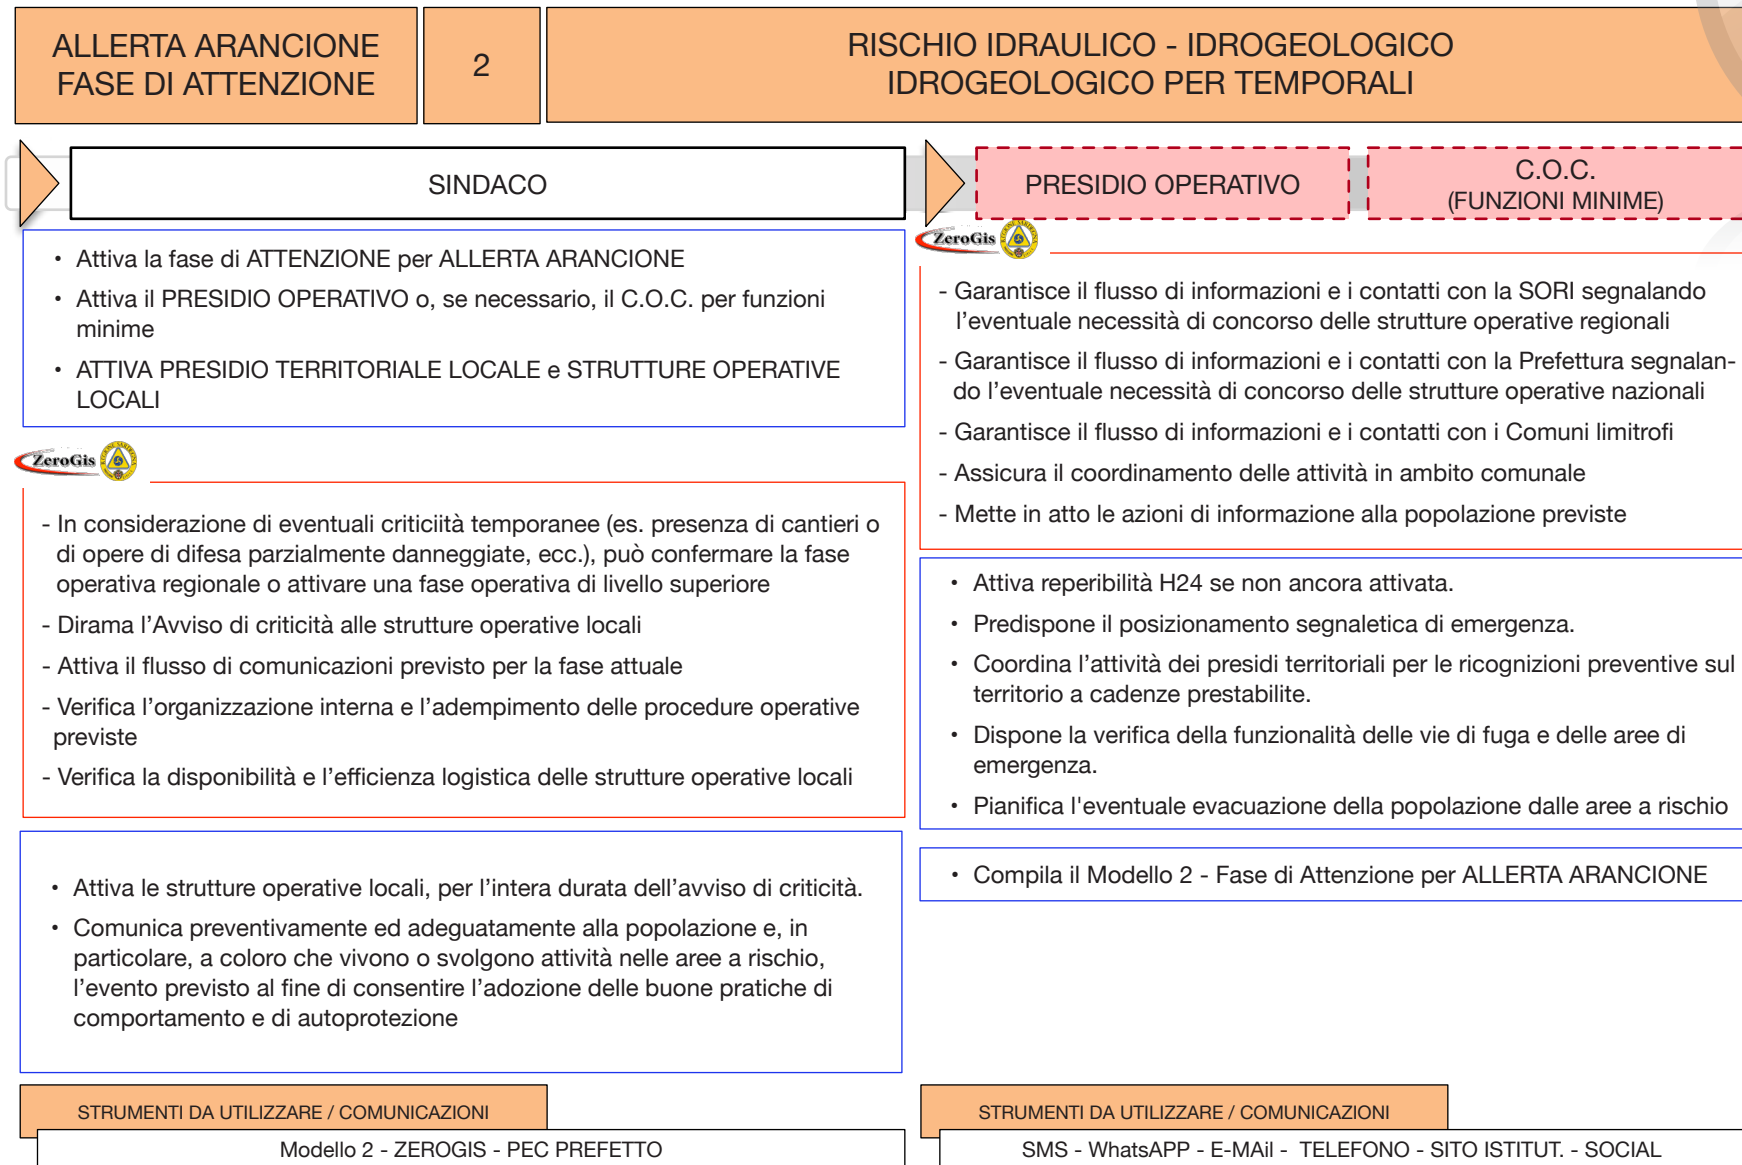 ALLERTA ARANCIONE
FASE DI ATTENZIONE
2
RISCHIO IDRAULICO - IDROGEOLOGICO
IDROGEOLOGICO PER TEMPORALI
SINDACO
• Attiva la fase di ATTENZIONE per ALLERTA ARANCIONE
• Attiva il PRESIDIO OPERATIVO o, se necessario, il C.O.C. per funzioni
minime
• ATTIVA PRESIDIO TERRITORIALE LOCALE e STRUTTURE OPERATIVE
LOCALI
ZeroGis
- In considerazione di eventuali criticiità temporanee (es. presenza di cantieri o
di opere di difesa parzialmente danneggiate, ecc.), può confermare la fase
operativa regionale o attivare una fase operativa di livello superiore
- Dirama l’Avviso di criticità alle strutture operative locali
- Attiva il flusso di comunicazioni previsto per la fase attuale
- Verifica l’organizzazione interna e l’adempimento delle procedure operative
previste
- Verifica la disponibilità e l’efficienza logistica delle strutture operative locali
• Attiva le strutture operative locali, per l’intera durata dell’avviso di criticità.
• Comunica preventivamente ed adeguatamente alla popolazione e, in
particolare, a coloro che vivono o svolgono attività nelle aree a rischio,
l’evento previsto al fine di consentire l’adozione delle buone pratiche di
comportamento e di autoprotezione
STRUMENTI DA UTILIZZARE / COMUNICAZIONI
Modello 2 - ZEROGIS - PEC PREFETTO
PRESIDIO OPERATIVO
C.O.C.
(FUNZIONI MINIME)
ZeroGis
- Garantisce il flusso di informazioni e i contatti con la SORI segnalando
l’eventuale necessità di concorso delle strutture operative regionali
- Garantisce il flusso di informazioni e i contatti con la Prefettura segnalan-
do l’eventuale necessità di concorso delle strutture operative nazionali
- Garantisce il flusso di informazioni e i contatti con i Comuni limitrofi
- Assicura il coordinamento delle attività in ambito comunale
- Mette in atto le azioni di informazione alla popolazione previste
• Attiva reperibilità H24 se non ancora attivata.
• Predispone il posizionamento segnaletica di emergenza.
• Coordina l’attività dei presidi territoriali per le ricognizioni preventive sul
territorio a cadenze prestabilite.
• Dispone la verifica della funzionalità delle vie di fuga e delle aree di
emergenza.
• Pianifica l'eventuale evacuazione della popolazione dalle aree a rischio
• Compila il Modello 2 - Fase di Attenzione per ALLERTA ARANCIONE
STRUMENTI DA UTILIZZARE / COMUNICAZIONI
SMS - WhatsAPP - E-MAil - TELEFONO - SITO ISTITUT. - SOCIAL